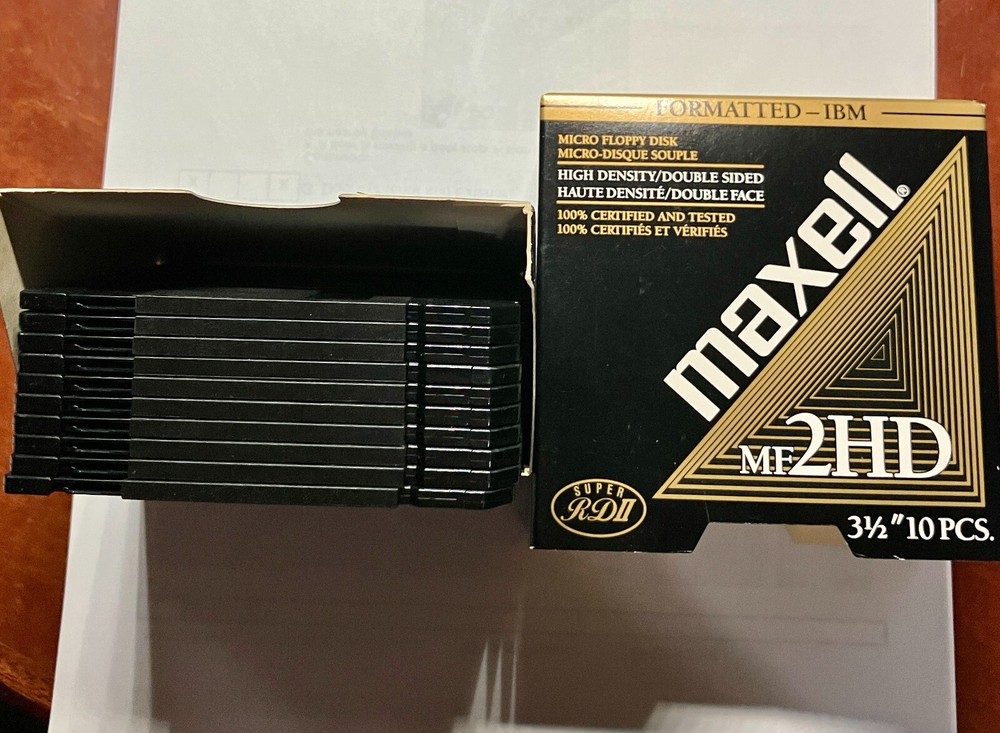 FORMATTED – IBM
MICRO FLOPPY DISK
MICRO-DISQUE SOUPLE
HIGH DENSITY/DOUBLE SIDED
HAUTE DENSITÉ/DOUBLE FACE
100% CERTIFIED AND TESTED
100% CERTIFIÉS ET VÉRIFIÉS
maxell®
MF2HD
SUPER
RDII
3½″ 10 PCS.